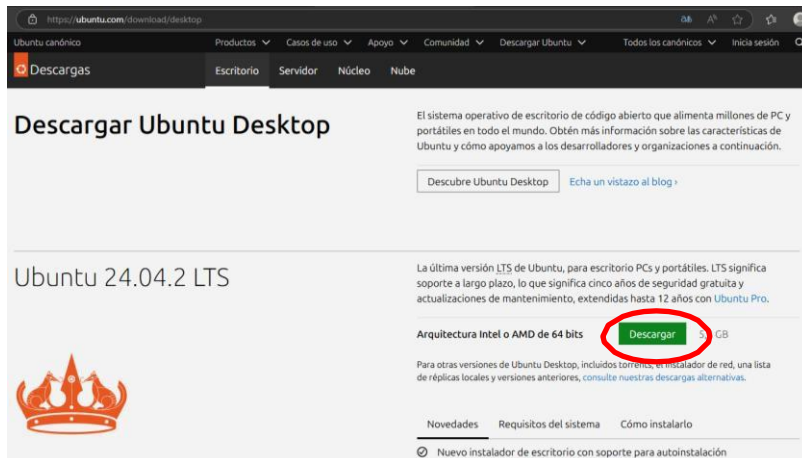 https://ubuntu.com/download/desktop
Ubuntu canónico Productos Casos de uso Apoyo Comunidad Descargar Ubuntu Todos los canónicos Inicia sesión
Descargas Escritorio Servidor Núcleo Nube
Descargar Ubuntu Desktop
El sistema operativo de escritorio de código abierto que alimenta millones de PC y
portátiles en todo el mundo. Obtén más información sobre las características de
Ubuntu y cómo apoyamos a los desarrolladores y organizaciones a continuación.
Descubre Ubuntu Desktop Echa un vistazo al blog ›
Ubuntu 24.04.2 LTS
La última versión LTS de Ubuntu, para escritorio PCs y portátiles. LTS significa
soporte a largo plazo, lo que significa cinco años de seguridad gratuita y
actualizaciones de mantenimiento, extendidas hasta 12 años con Ubuntu Pro.
Arquitectura Intel o AMD de 64 bits Descargar GB
Para otras versiones de Ubuntu Desktop, incluidos torrents, el instalador de red, una lista
de réplicas locales y versiones anteriores, consulte nuestras descargas alternativas.
Novedades Requisitos del sistema Cómo instalarlo
Nuevo instalador de escritorio con soporte para autoinstalación